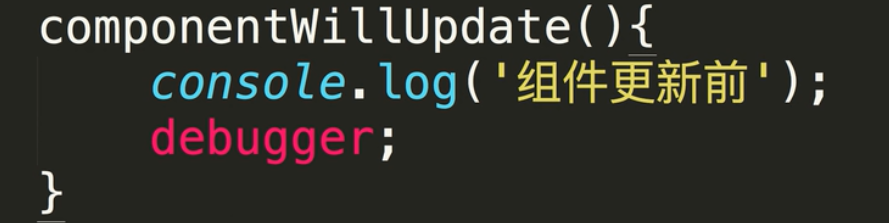 componentWillUpdate(){
console.log('组件更新前');
debugger;
}